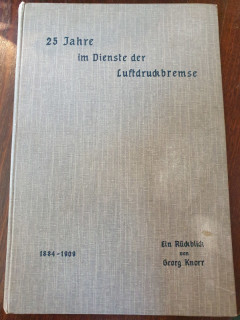 25 Jahre
im Dienste der
Luftdruckbremse
1884-1909
Ein Rückblick
von
Georg Knorr